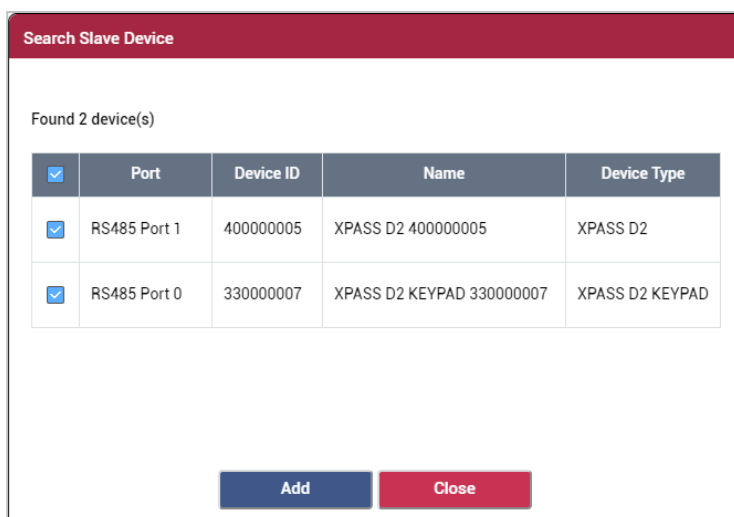 Search Slave Device
Found 2 device(s)
Port Device ID Name Device Type
RS485 Port 1 400000005 XPASS D2 400000005 XPASS D2
RS485 Port 0 330000007 XPASS D2 KEYPAD 330000007 XPASS D2 KEYPAD
Add Close